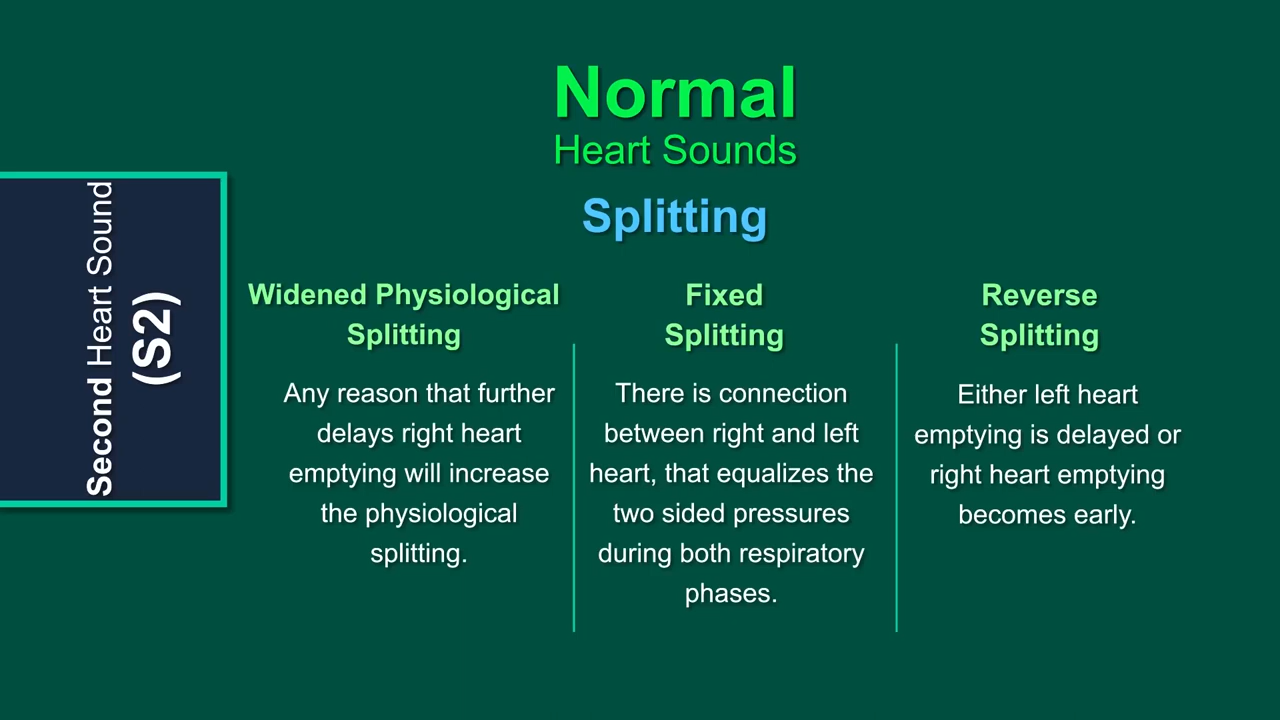 Normal
Heart Sounds
Splitting
Second Heart Sound
(S2)
Widened Physiological
Splitting
Any reason that further
delays right heart
emptying will increase
the physiological
splitting.
Fixed
Splitting
There is connection
between right and left
heart, that equalizes the
two sided pressures
during both respiratory
phases.
Reverse
Splitting
Either left heart
emptying is delayed or
right heart emptying
becomes early.